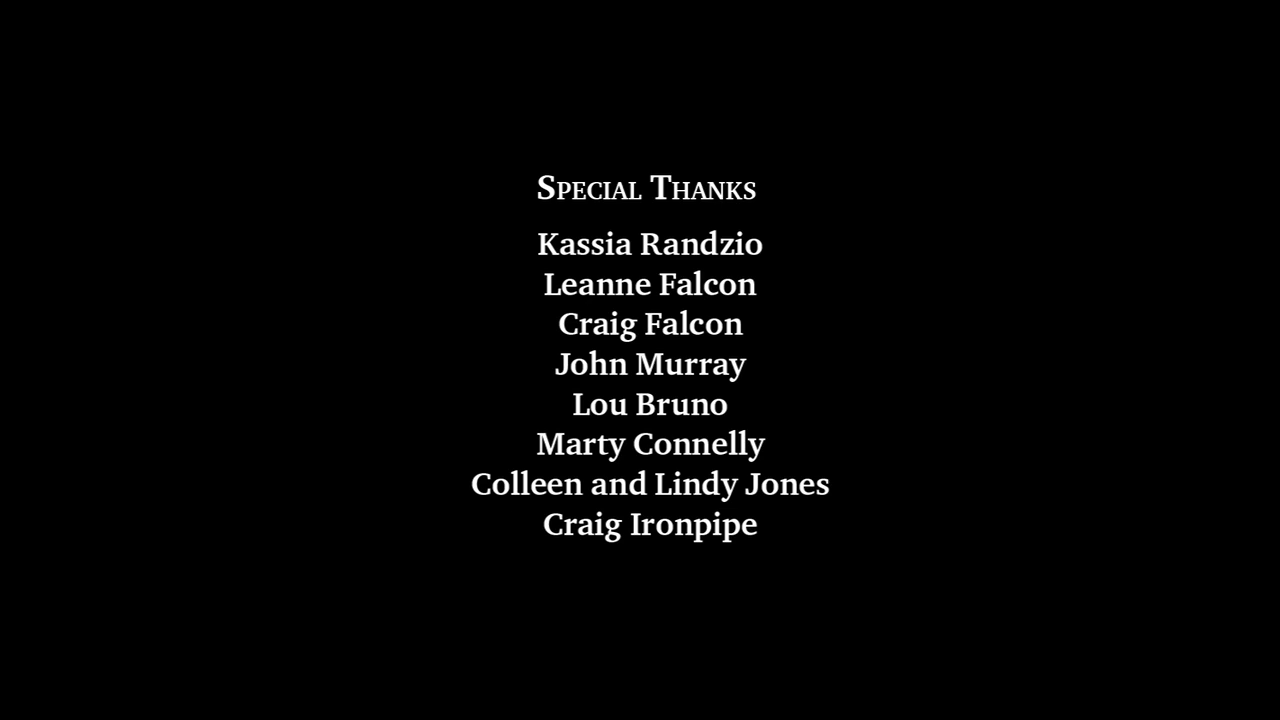 Special Thanks
Kassia Randzio
Leanne Falcon
Craig Falcon
John Murray
Lou Bruno
Marty Connelly
Colleen and Lindy Jones
Craig Ironpipe